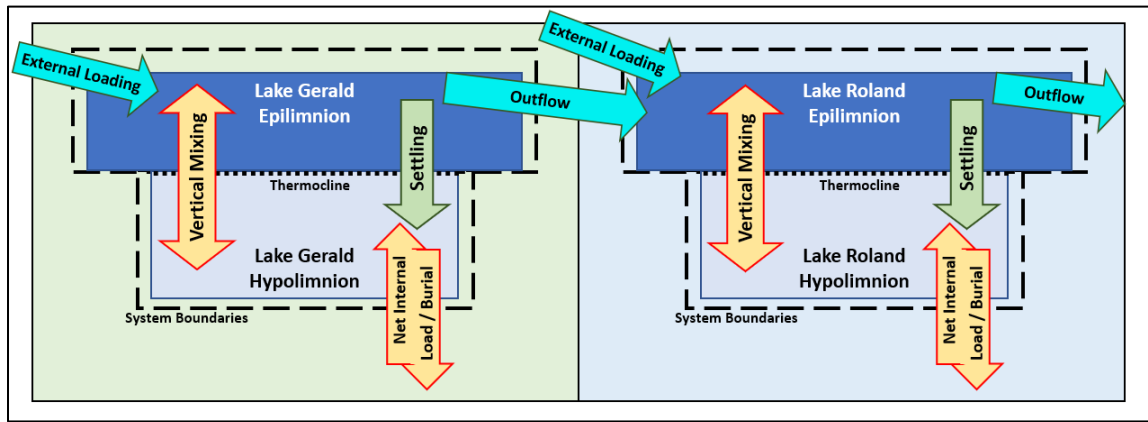 External Loading
Lake Gerald
Epilimnion
Outflow
Vertical Mixing
Settling
Thermocline
Lake Gerald
Hypolimnion
Net Internal
Load / Burial
System Boundaries
External Loading
Lake Roland
Epilimnion
Outflow
Vertical Mixing
Settling
Thermocline
Lake Roland
Hypolimnion
Net Internal
Load / Burial
System Boundaries